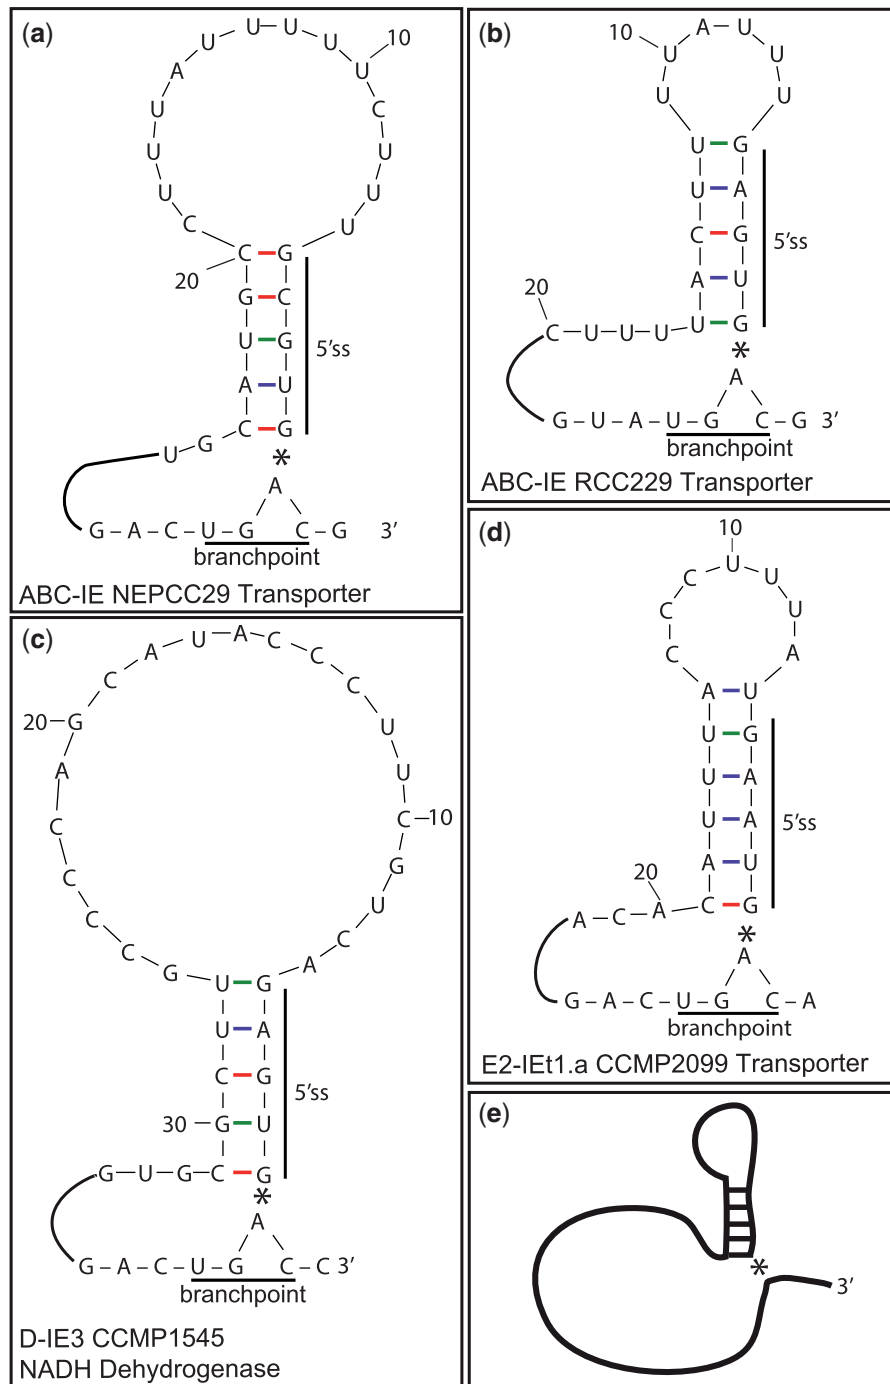 (a)
C U U U A U U U U U 10 C U U U
20 C G
G C
U G
A U
U G C G
5'ss
*
A
G A C U G C G 3'
branchpoint
ABC-IE NEPCC29 Transporter
(b)
U 10 U A U U U
U G
U A
C G
A U
20 C U U U U G
5'ss
*
A
G U A U G C G 3'
branchpoint
ABC-IE RCC229 Transporter
(c)
G C C C C A 20 G C A U A C C C U U C 10 G U C A
U G
U A
C G
30 G U
G U G C G
5'ss
*
A
G A C U G C C 3'
branchpoint
D-IE3 CCMP1545
NADH Dehydrogenase
(d)
C C C U 10 U U A
A U
U G
U A
U A
A U
A C A 20 C G
5'ss
*
A
G A C U G C A
branchpoint
E2-IEt1.a CCMP2099 Transporter
(e)
*
3'